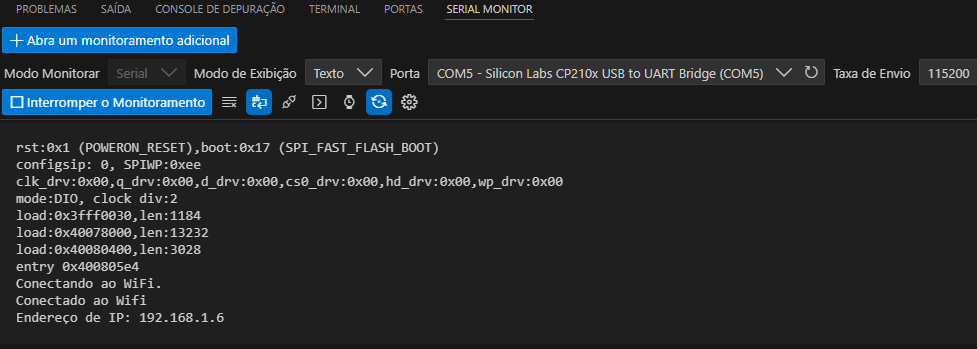 PROBLEMAS SAÍDA CONSOLE DE DEPURAÇÃO TERMINAL PORTAS SERIAL MONITOR
+ Abra um monitoramento adicional
Modo Monitorar Serial Modo de Exibição Texto Porta COM5 - Silicon Labs CP210x USB to UART Bridge (COM5) Taxa de Envio 115200
Interromper o Monitoramento
rst:0x1 (POWERON_RESET),boot:0x17 (SPI_FAST_FLASH_BOOT)
configsip: 0, SPIWP:0xee
clk_drv:0x00,q_drv:0x00,d_drv:0x00,cs0_drv:0x00,hd_drv:0x00,wp_drv:0x00
mode:DIO, clock div:2
load:0x3fff0030,len:1184
load:0x40078000,len:13232
load:0x40080400,len:3028
entry 0x400805e4
Conectando ao WiFi.
Conectado ao Wifi
Endereço de IP: 192.168.1.6